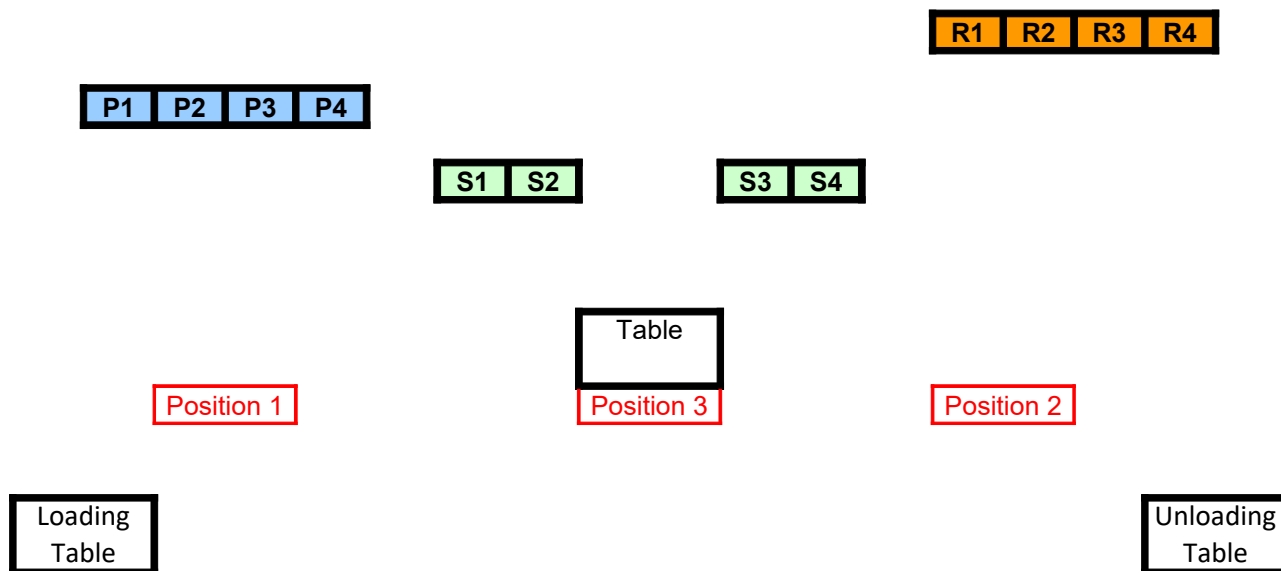 R1 R2 R3 R4
P1 P2 P3 P4
S1 S2 S3 S4
Table
Position 1 Position 3 Position 2
Loading
Table
Unloading
Table